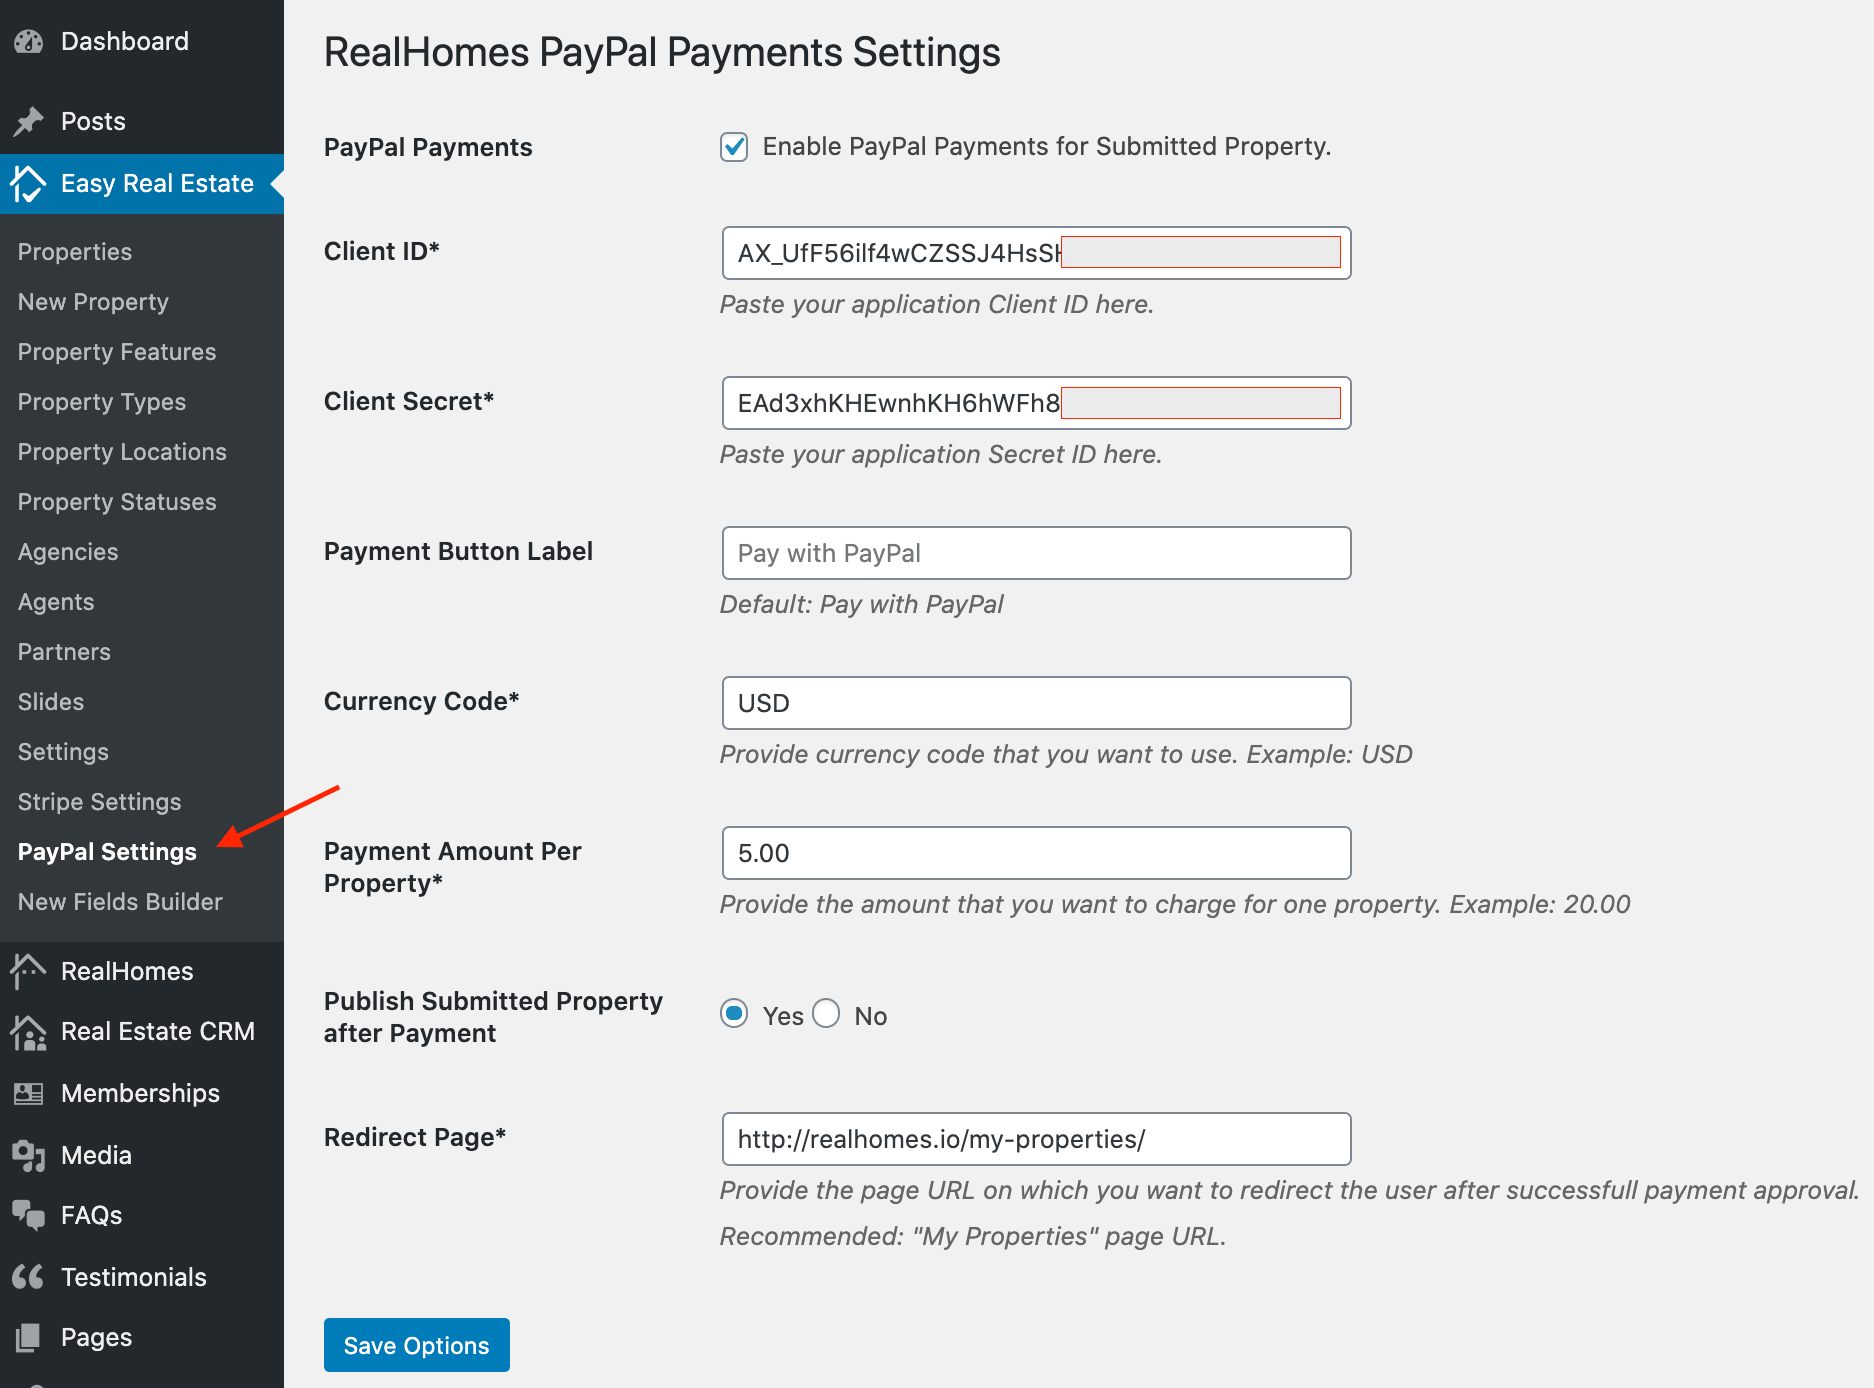 Dashboard
Posts
Easy Real Estate
Properties
New Property
Property Features
Property Types
Property Locations
Property Statuses
Agencies
Agents
Partners
Slides
Settings
Stripe Settings
PayPal Settings
New Fields Builder
RealHomes
Real Estate CRM
Memberships
Media
FAQs
Testimonials
Pages
RealHomes PayPal Payments Settings
PayPal Payments
Enable PayPal Payments for Submitted Property.
Client ID*
Paste your application Client ID here.
Client Secret*
EAd3xhKHEwnhKH6hWFh8
Paste your application Secret ID here.
Payment Button Label
Pay with PayPal
Default: Pay with PayPal
Currency Code*
USD
Provide currency code that you want to use. Example: USD
Payment Amount Per
Property*
5.00
Provide the amount that you want to charge for one property. Example: 20.00
Publish Submitted Property
after Payment
Yes No
Redirect Page*
http://realhomes.io/my-properties/
Provide the page URL on which you want to redirect the user after successfull payment approval.
Recommended: "My Properties" page URL.
Save Options